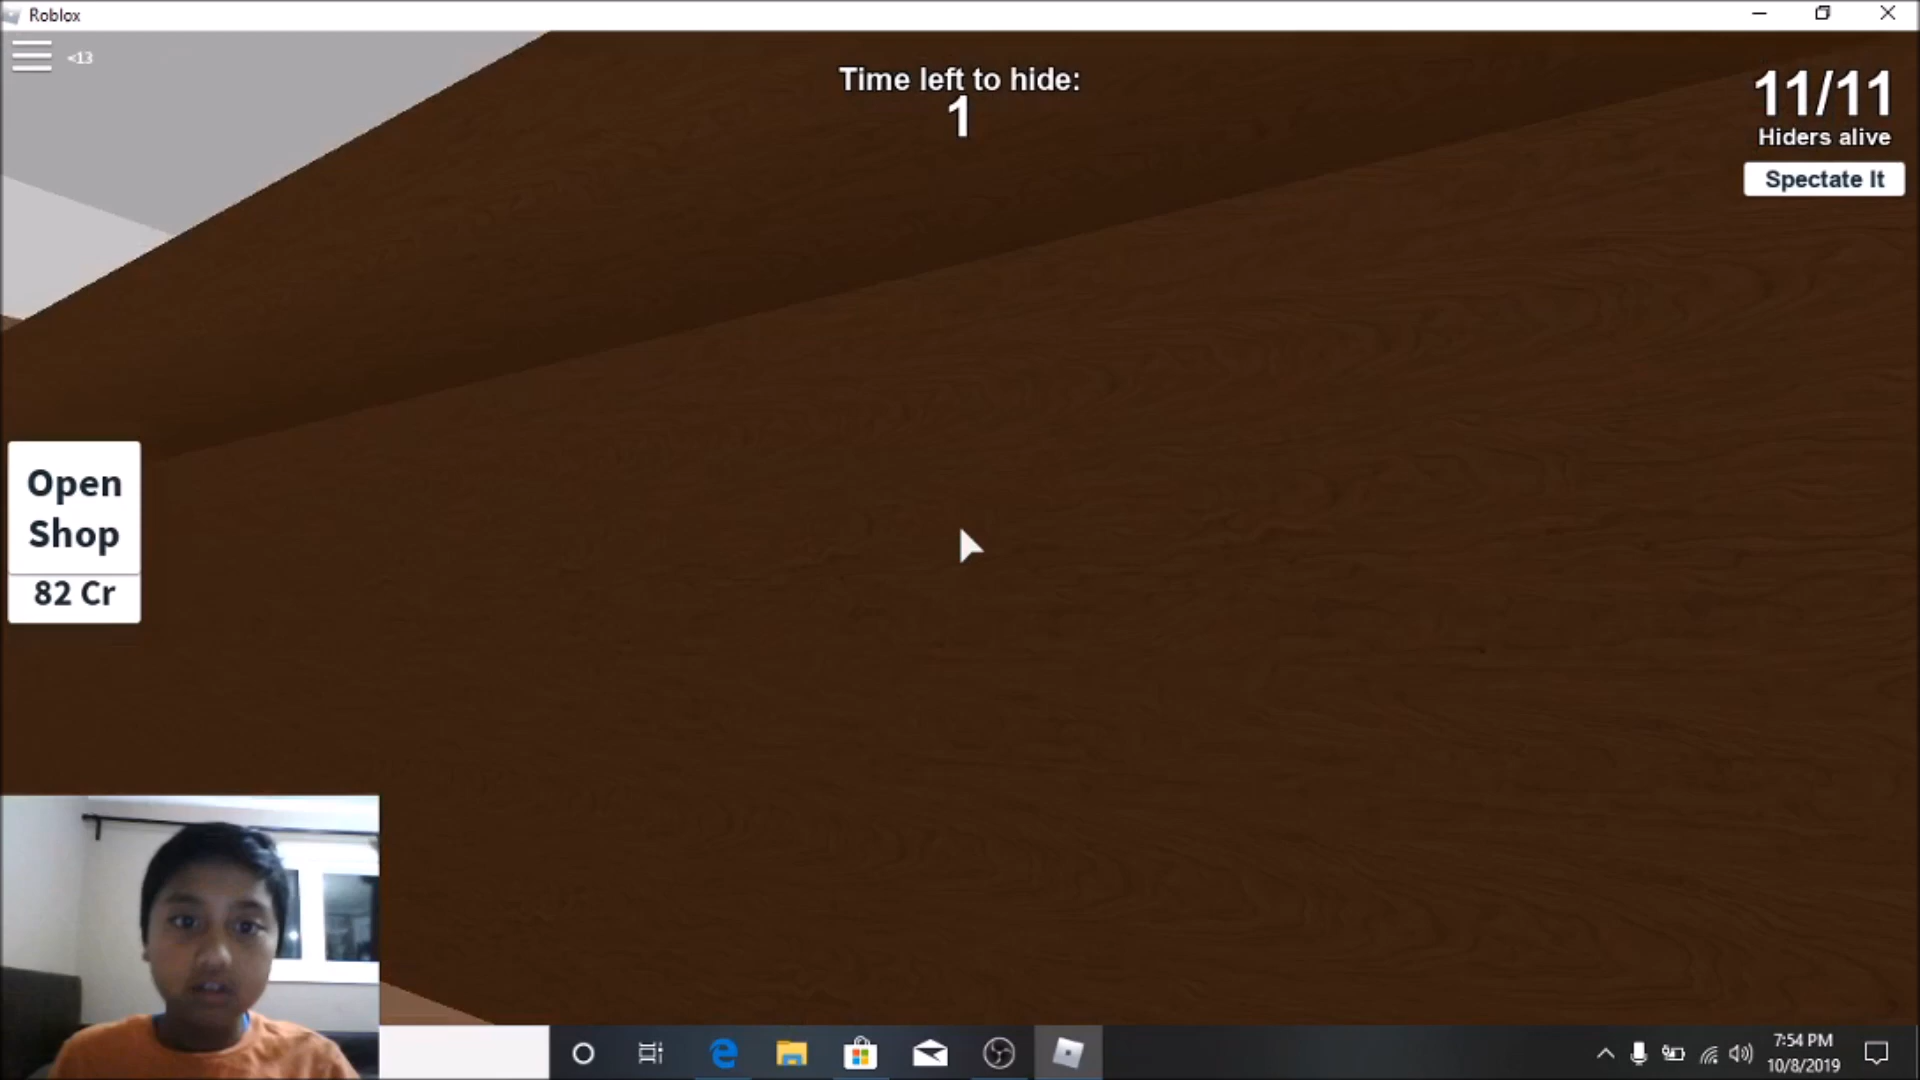 Roblox
<13
Time left to hide:
1
11/11
Hiders alive
Spectate It
Open
Shop
82 Cr
7:54 PM
10/8/2019